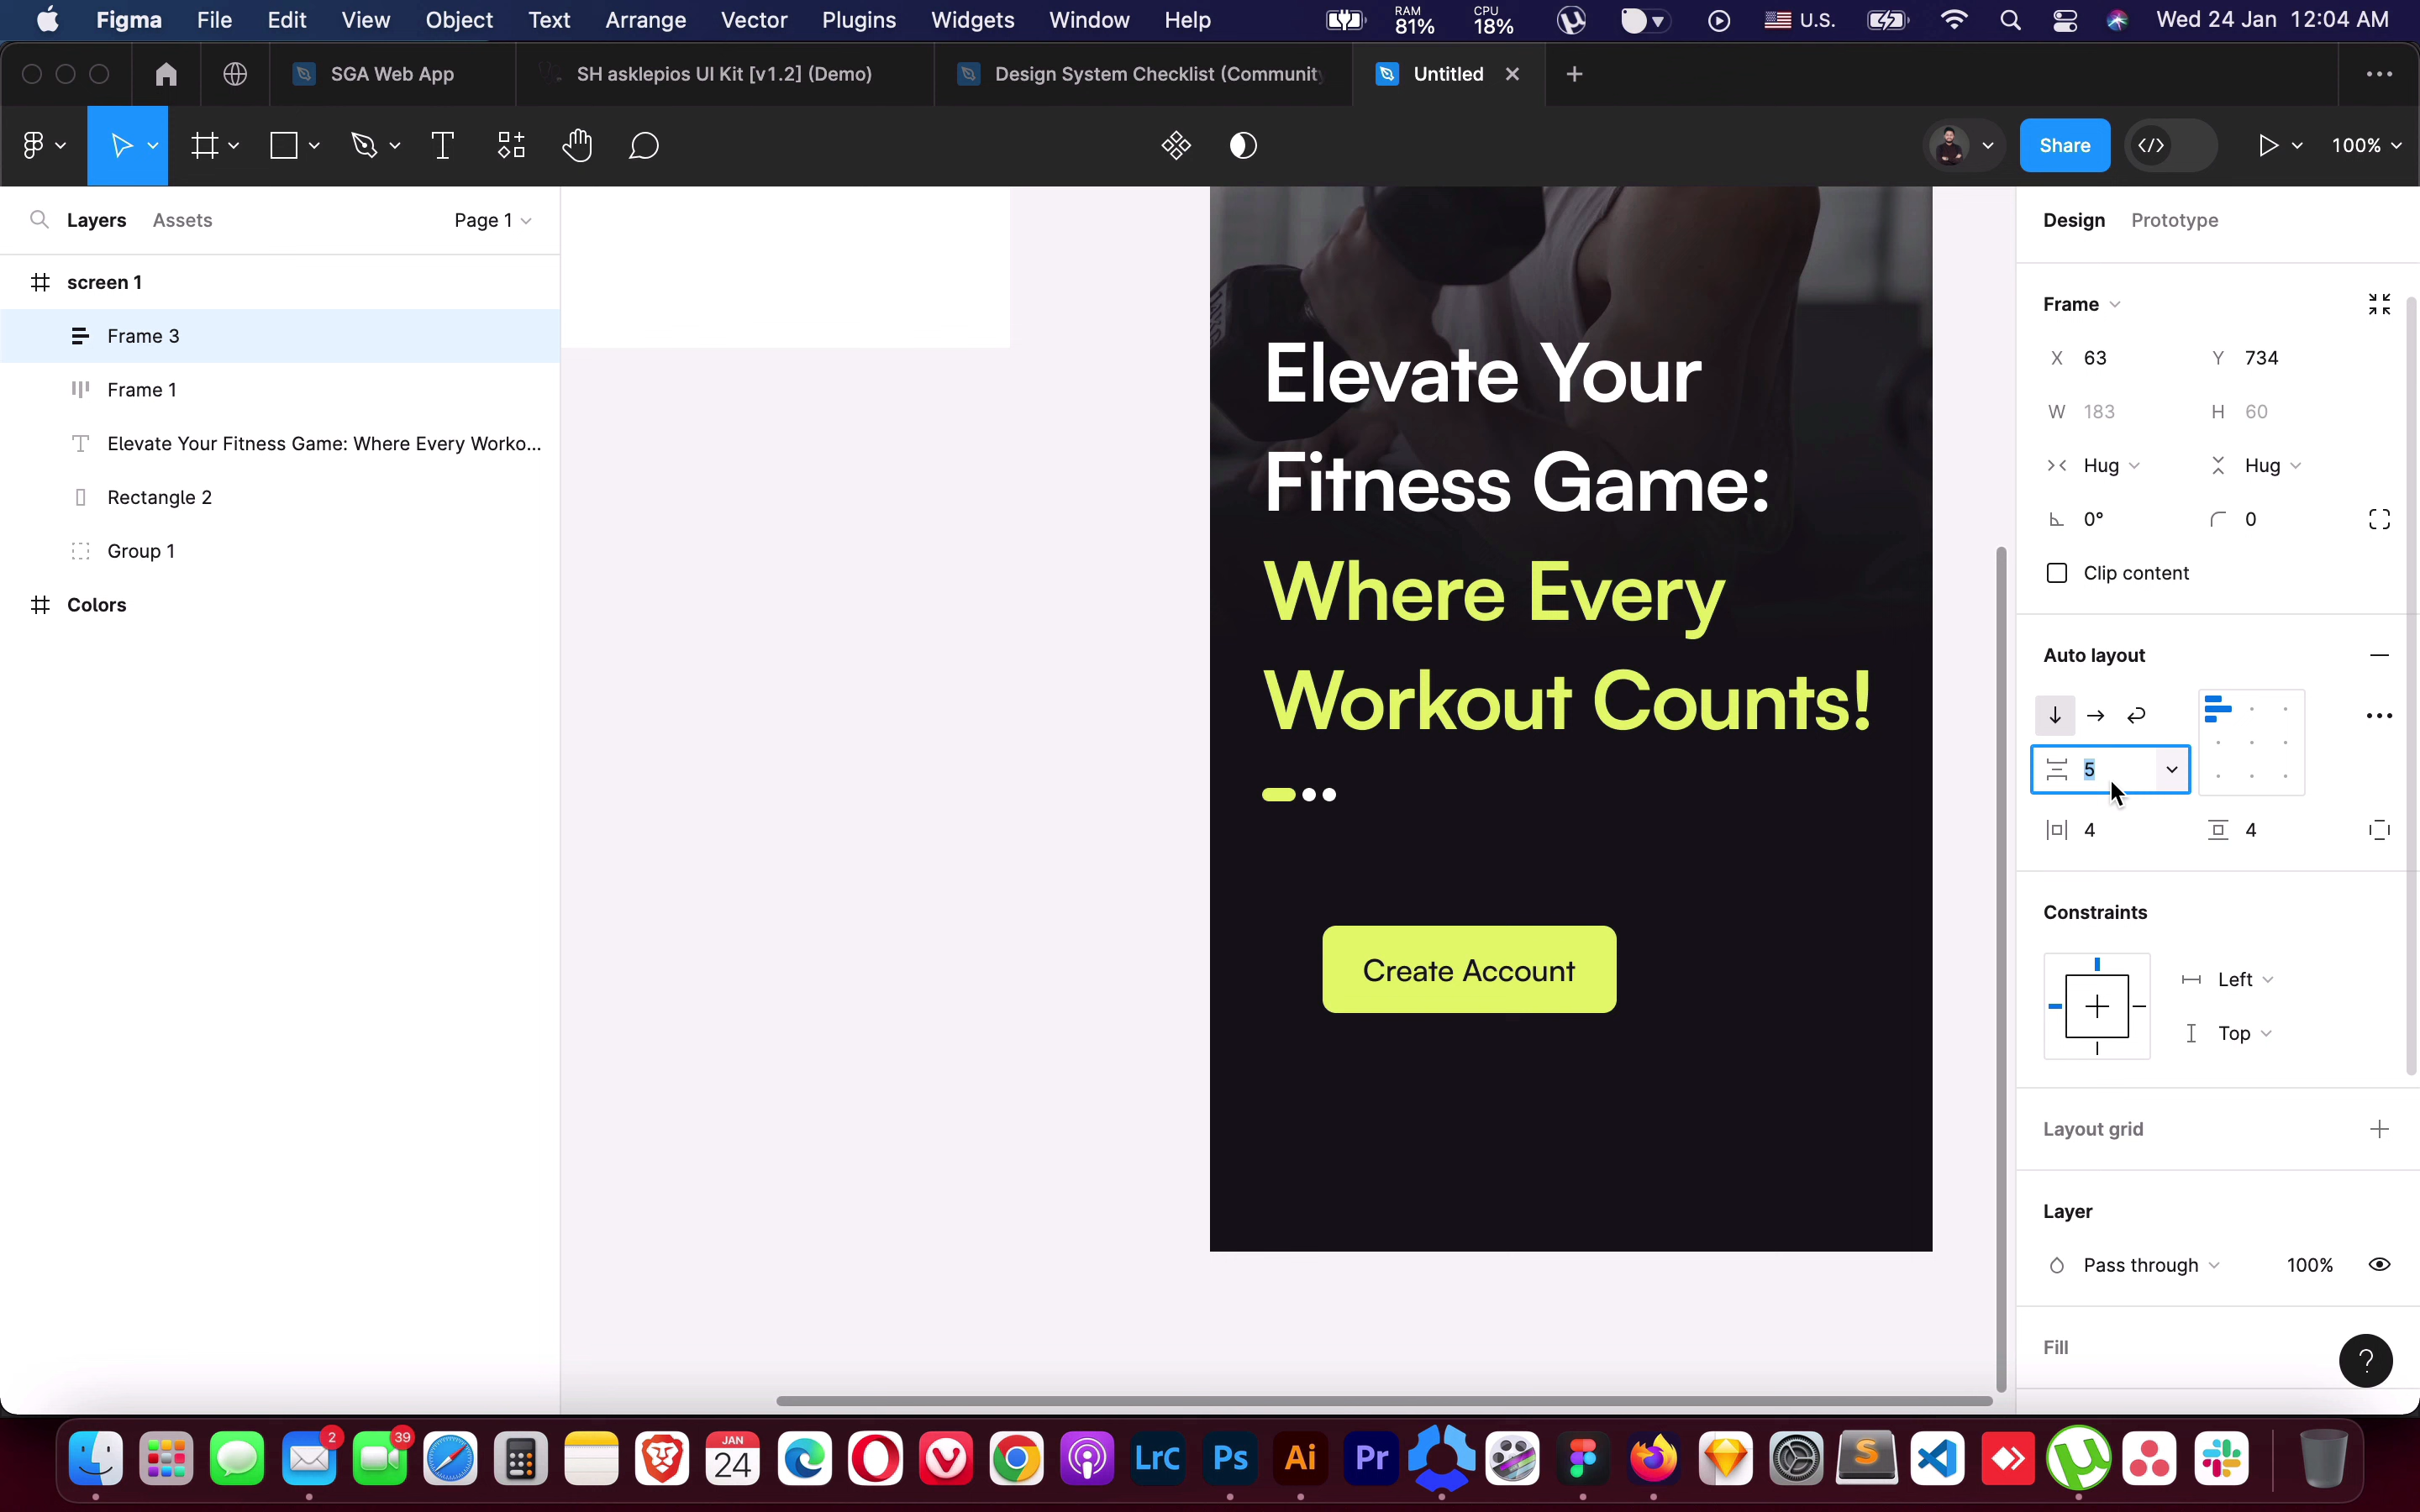 Figma File Edit View Object Text Arrange Vector Plugins Widgets Window Help RAM 81% CPU 18% U.S. Wed 24 Jan 12:04 AM
SGA Web App SH asklepios UI Kit [v1.2] (Demo) Design System Checklist (Community Untitled
Share 100%
Layers Assets Page 1
Design Prototype
screen 1
Frame 3
Frame 1
Elevate Your Fitness Game: Where Every Worko...
Rectangle 2
Group 1
Colors
Elevate Your
Fitness Game:
Where Every
Workout Counts!
Create Account
Frame
X 63 Y 734
W 183 H 60
Hug Hug
0° 0
Clip content
Auto layout
5
4 4
Constraints
Left
Top
Layout grid
Layer
Pass through 100%
Fill
?
2 39 JAN 24 LrC Ps Ai Pr S